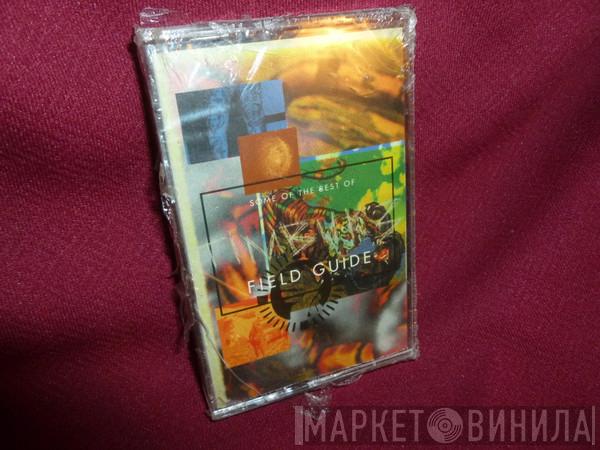 SOME OF THE BEST OF
FIELD GUIDE
МАРКЕТ ВИНИЛА